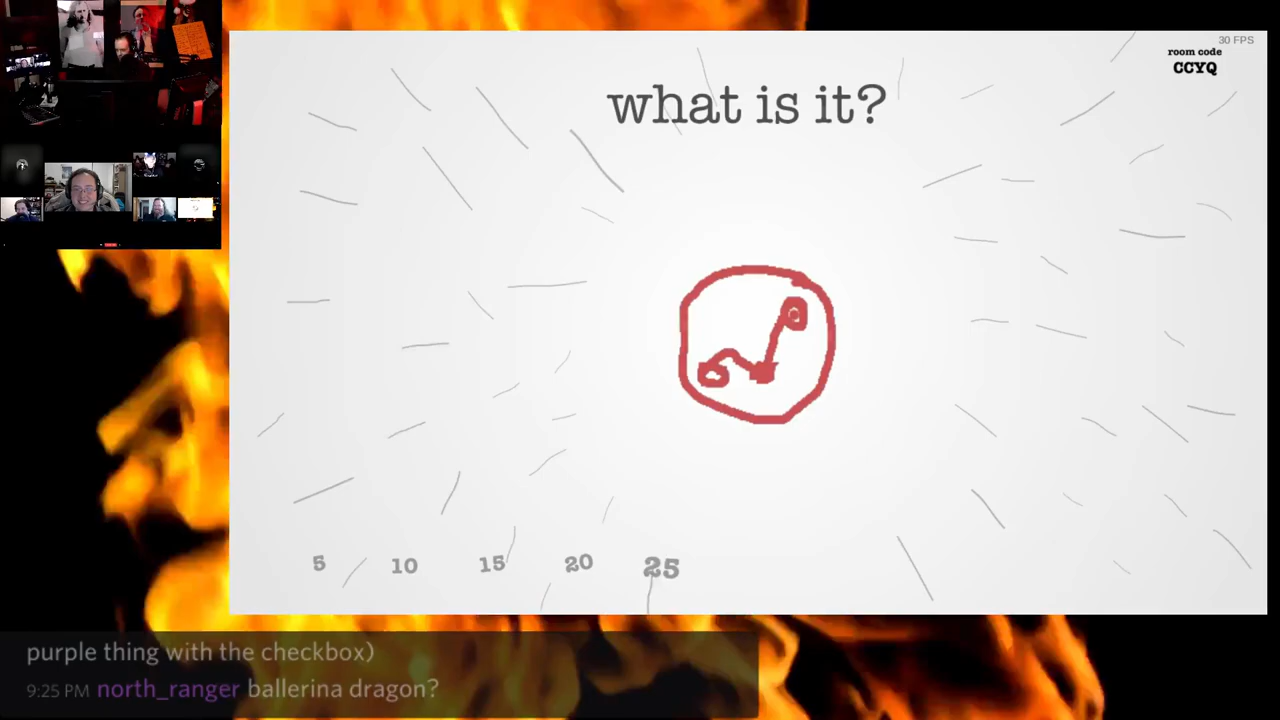 30 FPS
room code
CCYQ
what is it?
5 10 15 20 25
purple thing with the checkbox)
9:25 PM north_ranger ballerina dragon?